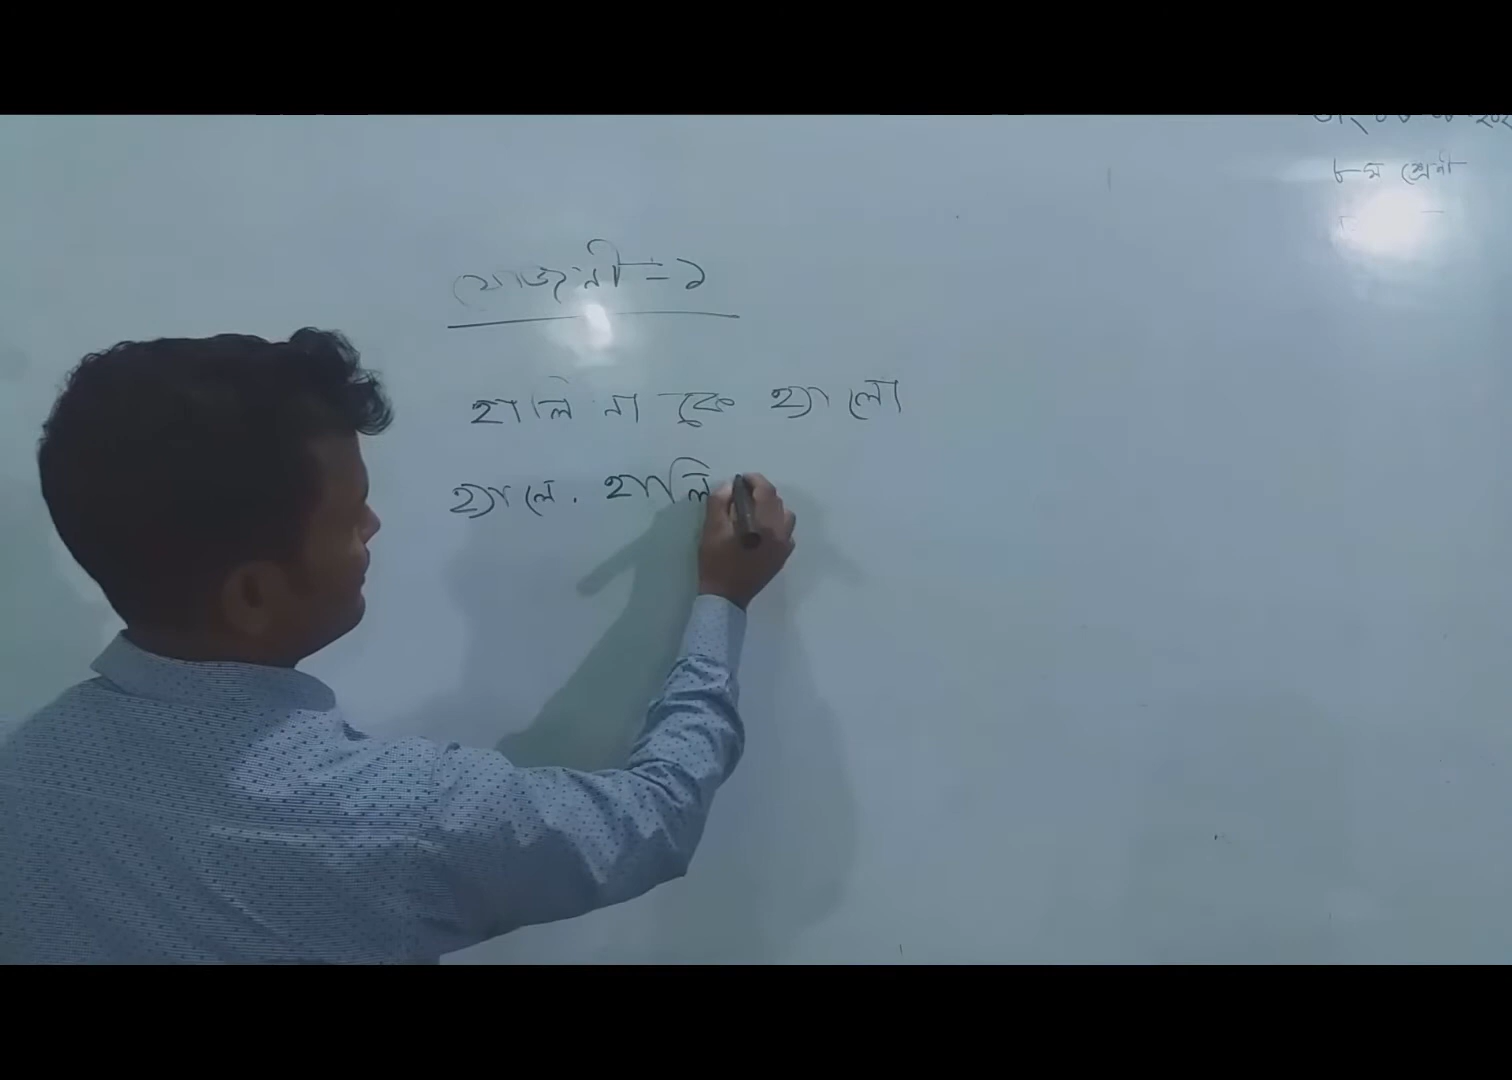 যোজনী = ১
হালি না কে হ্যালো
হ্যালে. হালি
৮ম শ্রেণী